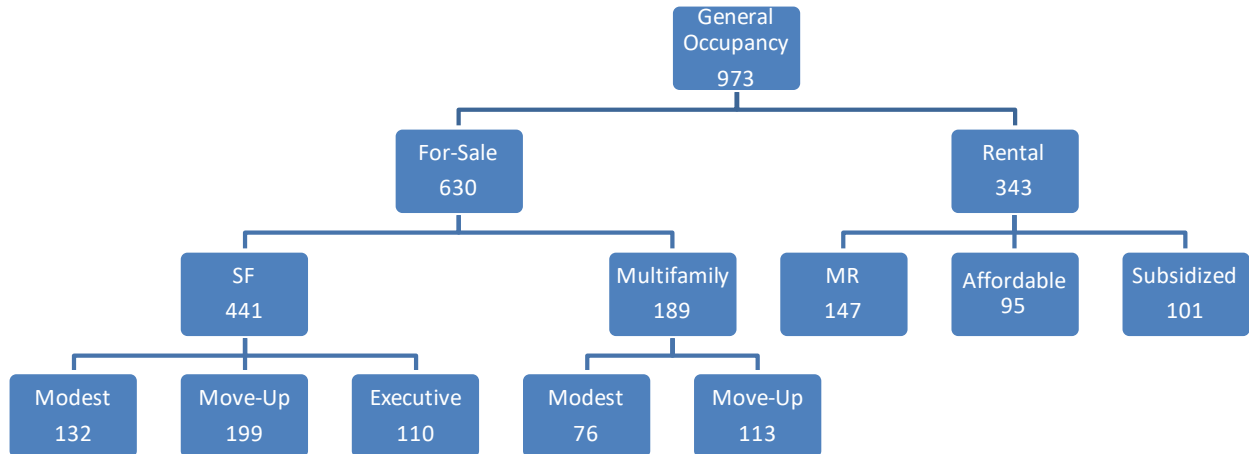 General
Occupancy
973
For-Sale
630
Rental
343
SF
441
Multifamily
189
MR
147
Affordable
95
Subsidized
101
Modest
132
Move-Up
199
Executive
110
Modest
76
Move-Up
113